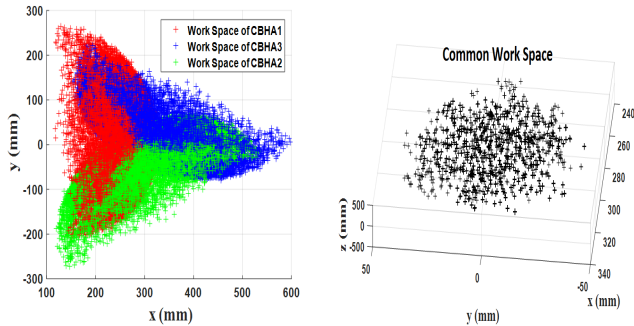 300
200
100
0
-100
-200
-300
y (mm)
100
200
300
400
500
600
x (mm)
Work Space of CBHA1
Work Space of CBHA3
Work Space of CBHA2
Common Work Space
240
260
280
300
320
340
x (mm)
500
0
-500
z (mm)
50
0
-50
y (mm)